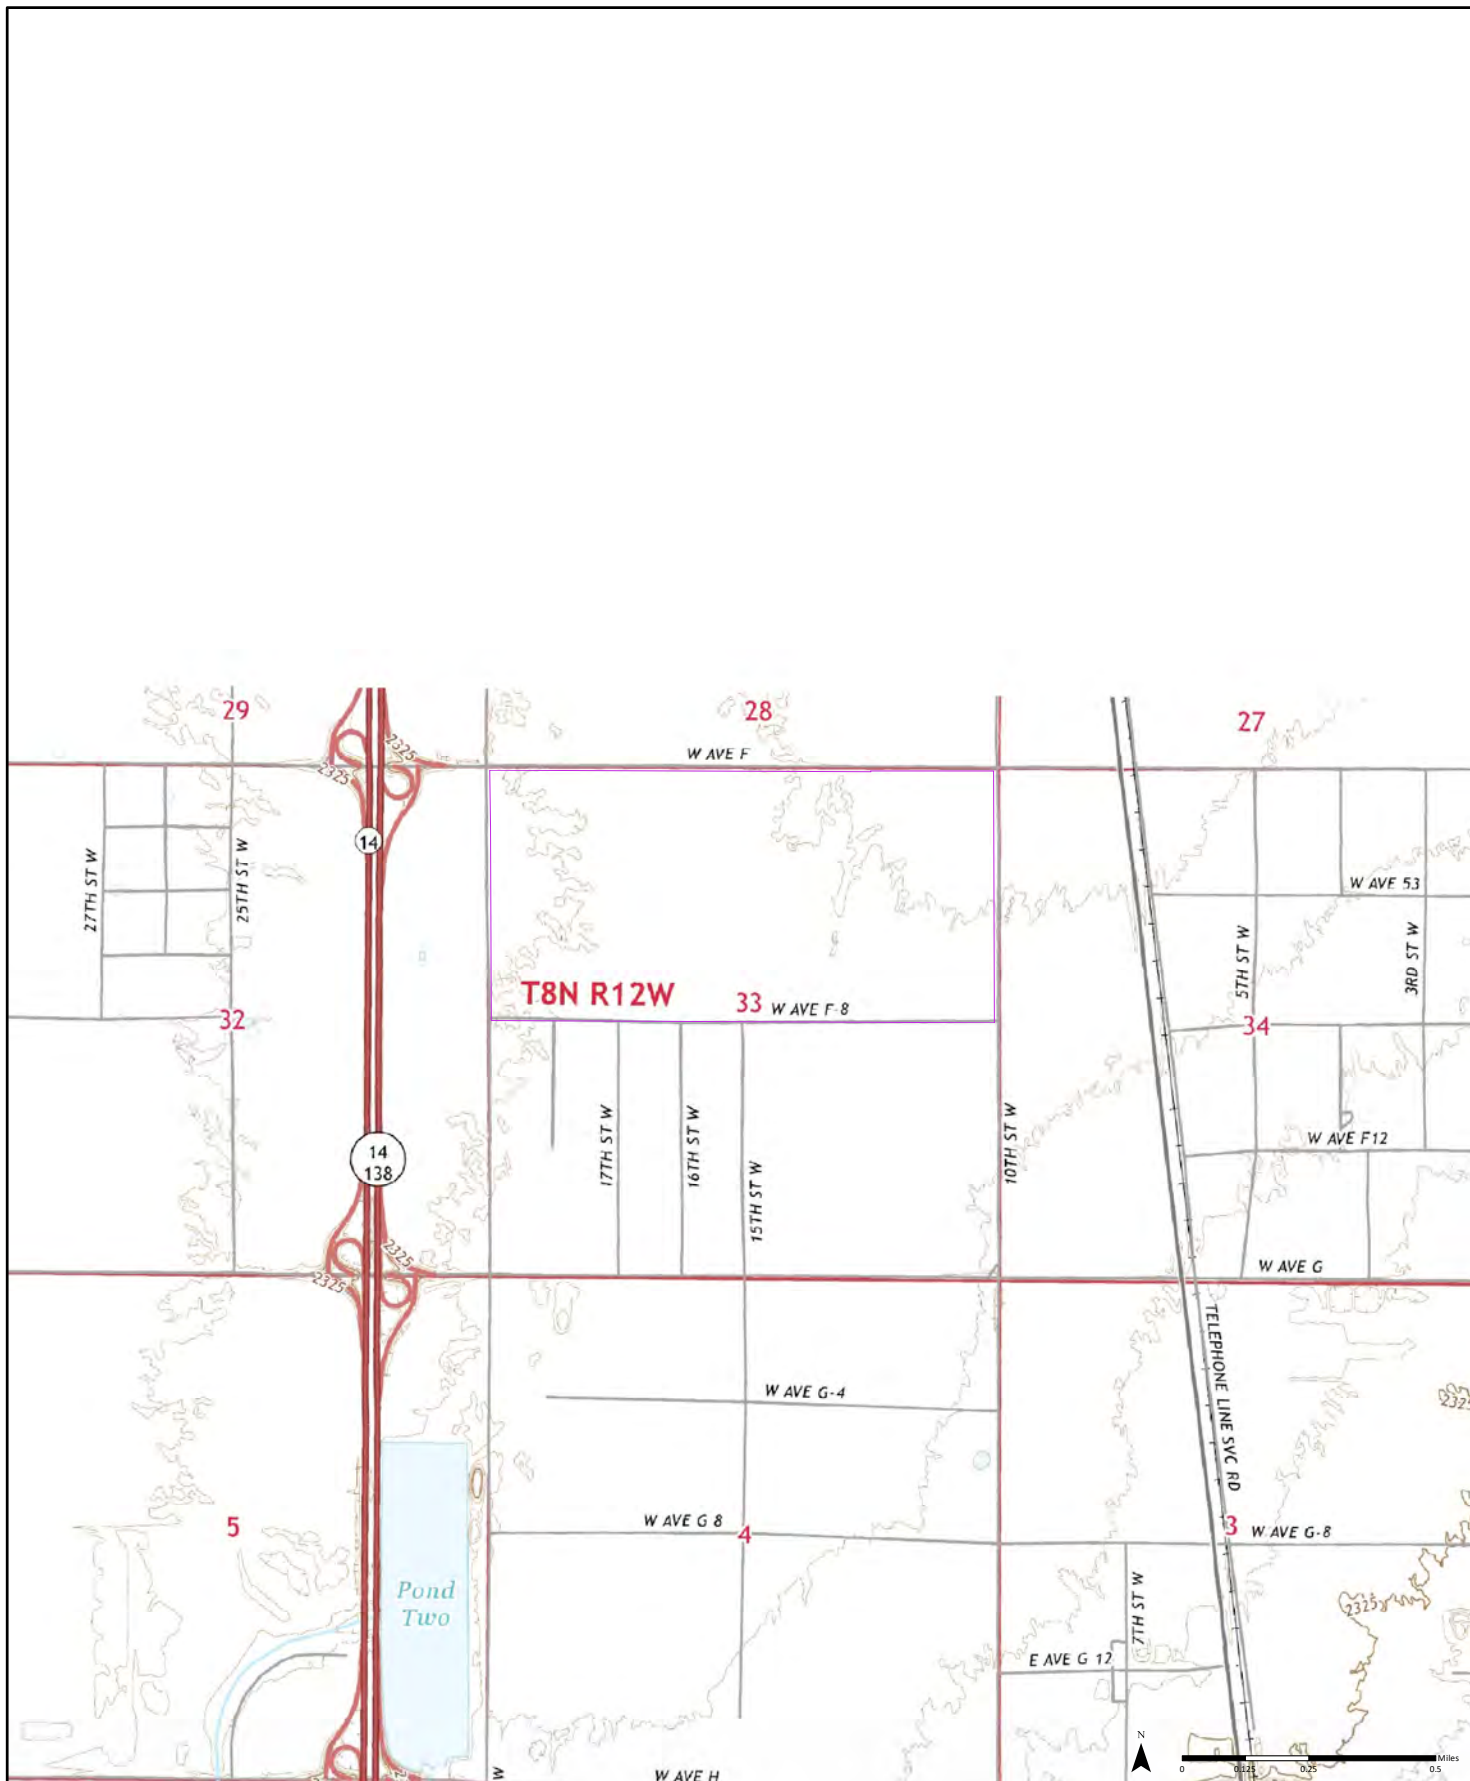 29
28
27
W AVE F
2325
2325
14
27TH ST W
25TH ST W
W AVE 53
5TH ST W
3RD ST W
T8N R12W
33
W AVE F-8
32
34
17TH ST W
16TH ST W
15TH ST W
10TH ST W
W AVE F12
14
138
2325
2325
W AVE G
TELEPHONE LINE SVC RD
W AVE G-4
2325
W AVE G 8
5
4
3
W AVE G-8
Pond
Two
7TH ST W
2325
E AVE G 12
N
Miles
0
0.125
0.25
0.5
W
W AVE H